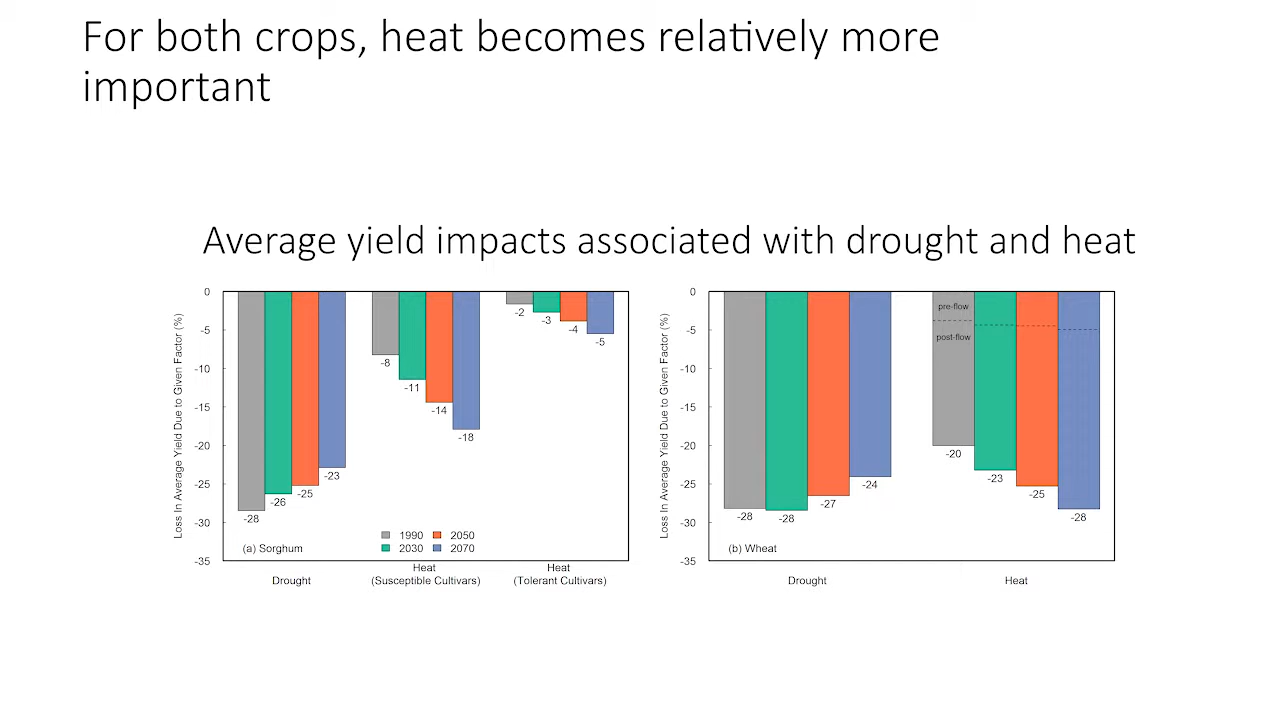 For both crops, heat becomes relatively more
important
Average yield impacts associated with drought and heat
Loss In Average Yield Due to Given Factor (%)
0
-5
-10
-15
-20
-25
-30
-35
-28
-26
-25
-23
-8
-11
-14
-18
-2
-3
-4
-5
1990
2050
2030
2070
(a) Sorghum
Drought
Heat
(Susceptible Cultivars)
Heat
(Tolerant Cultivars)
Loss In Average Yield Due to Given Factor (%)
0
-5
-10
-15
-20
-25
-30
-35
-28
-28
-27
-24
pre-flow
post-flow
-20
-23
-25
-28
(b) Wheat
Drought
Heat